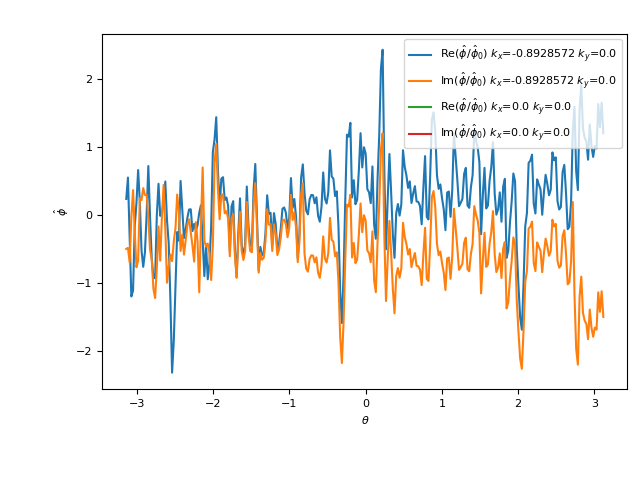 Re(ϕ̂/ϕ̂₀) kₓ=-0.8928572 k_y=0.0
Im(ϕ̂/ϕ̂₀) kₓ=-0.8928572 k_y=0.0
Re(ϕ̂/ϕ̂₀) kₓ=0.0 k_y=0.0
Im(ϕ̂/ϕ̂₀) kₓ=0.0 k_y=0.0
2
1
0
−1
−2
ϕ̂
−3 −2 −1 0 1 2 3
θ